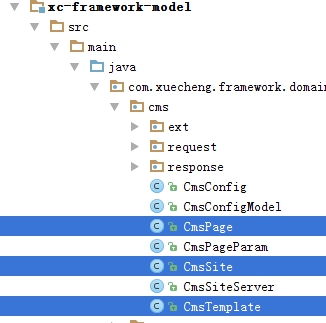 xc-framework-model
src
main
java
com.xuecheng.framework.domain
cms
ext
request
response
CmsConfig
CmsConfigModel
CmsPage
CmsPageParam
CmsSite
CmsSiteServer
CmsTemplate